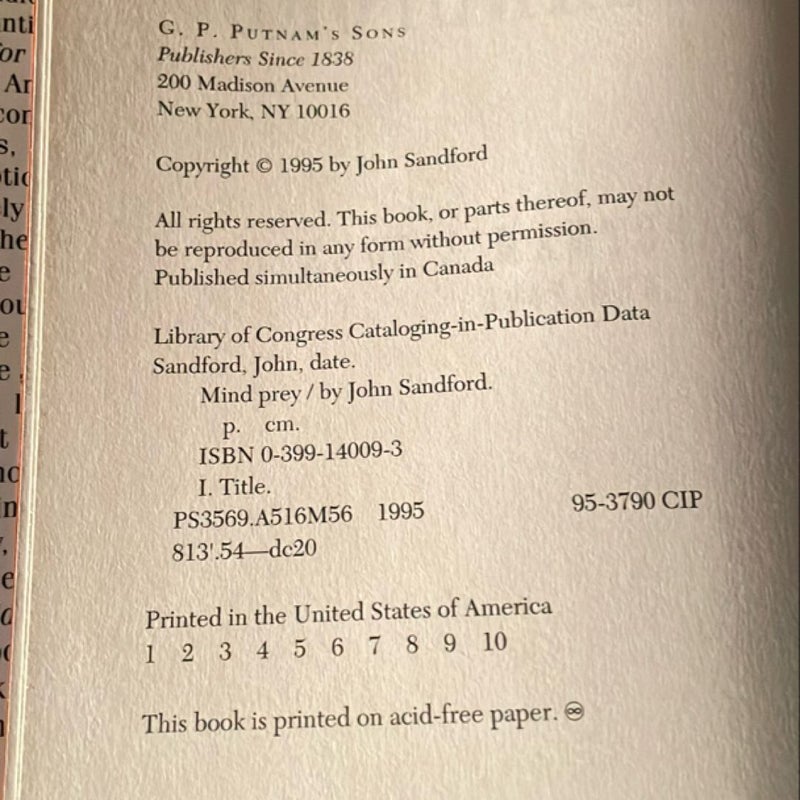 G. P. PUTNAM'S SONS
Publishers Since 1838
200 Madison Avenue
New York, NY 10016
Copyright © 1995 by John Sandford
All rights reserved. This book, or parts thereof, may not
be reproduced in any form without permission.
Published simultaneously in Canada
Library of Congress Cataloging-in-Publication Data
Sandford, John, date.
Mind prey / by John Sandford.
p. cm.
ISBN 0-399-14009-3
I. Title.
PS3569.A516M56 1995 95-3790 CIP
813'.54—dc20
Printed in the United States of America
1 2 3 4 5 6 7 8 9 10
This book is printed on acid-free paper. ♾